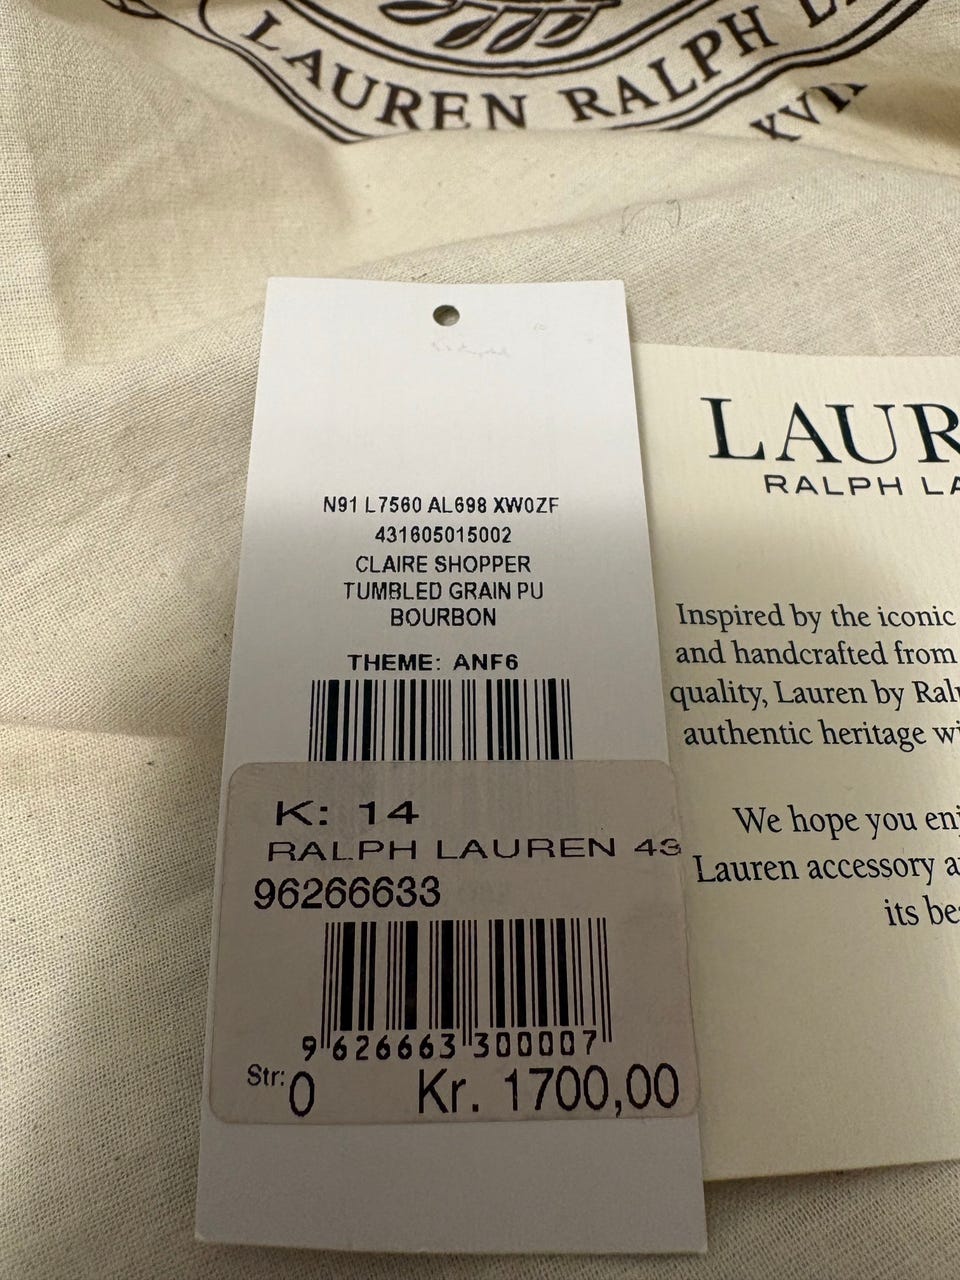 LAUREN RALPH L
XVII
N91 L7560 AL698 XW0ZF
431605015002
CLAIRE SHOPPER
TUMBLED GRAIN PU
BOURBON
THEME: ANF6
K: 14
RALPH LAUREN 43
96266633
9 626663 300007
Str: 0 Kr. 1700,00
LAUR
RALPH LA
Inspired by the iconic
and handcrafted from
quality, Lauren by Ral
authentic heritage wi
We hope you enj
Lauren accessory a
its be